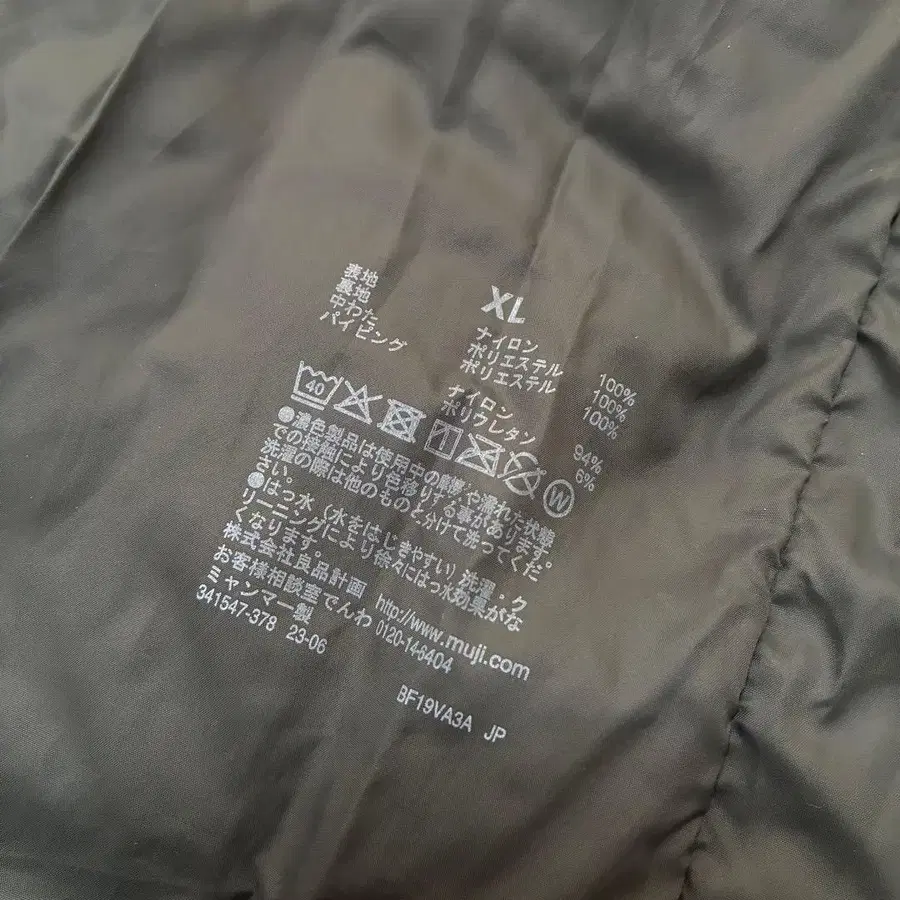 XL
表地 ナイロン 100%
裏地 ポリエステル 100%
中わた ポリエステル 100%
パイピング ナイロン 94%
ポリウレタン 6%
40
W
●濃色製品は使用中の摩擦や濡れた状態
での接触により色移りする事があります。
洗濯の際は他のものと分けて洗ってくだ
さい。
●はっ水（水をはじきやすい）洗濯・ク
リーニングにより徐々にはっ水効果がな
くなります。
株式会社良品計画 http://www.muji.com
お客様相談室でんわ 0120-146404
ミャンマー製
341547-378 23-06
BF19VA3A JP